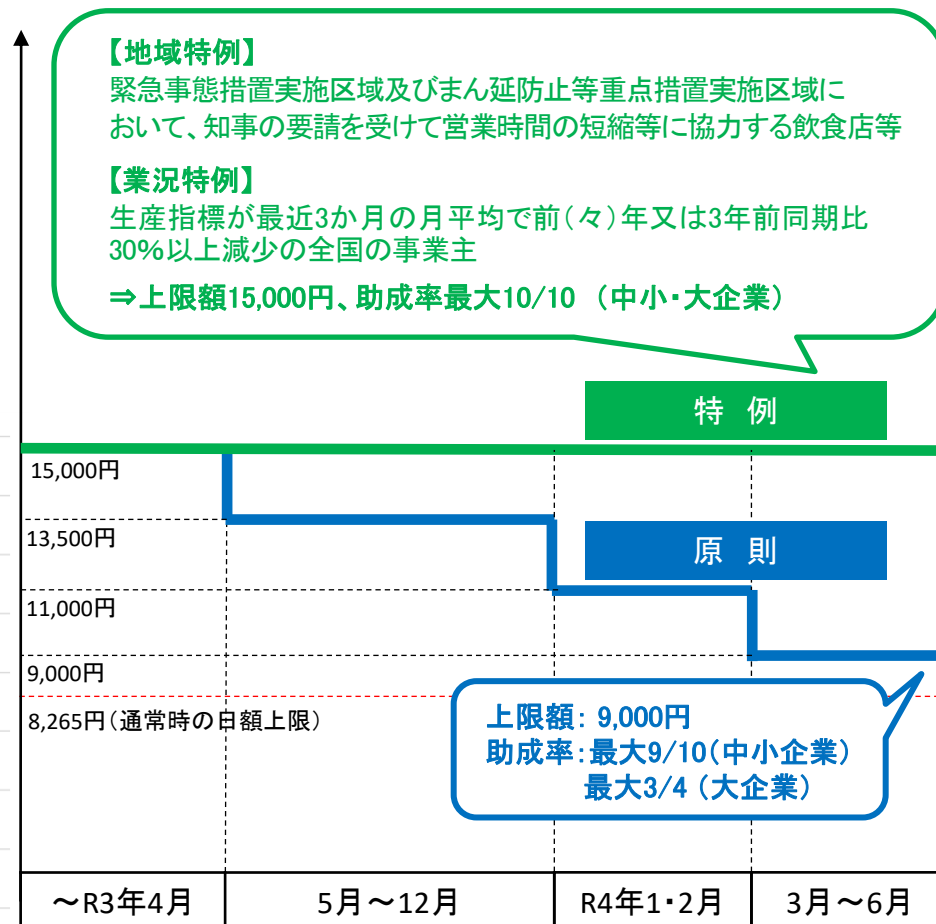 【地域特例】
緊急事態措置実施区域及びまん延防止等重点措置実施区域に
おいて、知事の要請を受けて営業時間の短縮等に協力する飲食店等
【業況特例】
生産指標が最近3か月の月平均で前(々)年又は3年前同期比
30%以上減少の全国の事業主
⇒上限額15,000円、助成率最大10/10 (中小・大企業)
特 例
15,000円
13,500円
原 則
11,000円
9,000円
8,265円(通常時の日額上限)
上限額: 9,000円
助成率:最大9/10(中小企業)
最大3/4 (大企業)
～R3年4月
5月～12月
R4年1・2月
3月～6月